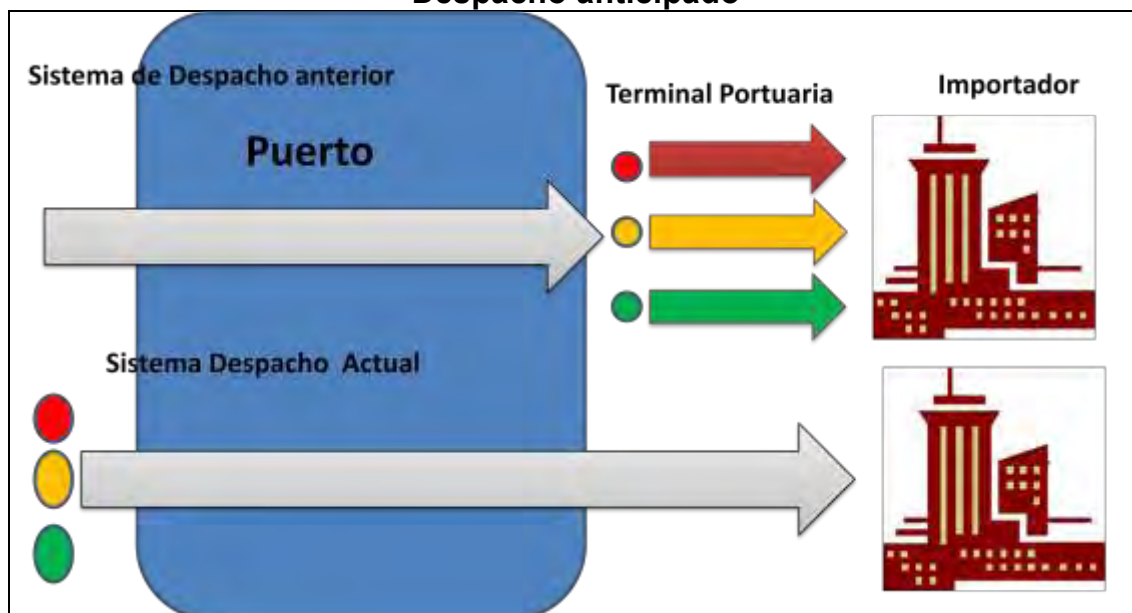 Despacho anticipado
Sistema de Despacho anterior
Terminal Portuaria
Importador
Puerto
Sistema Despacho Actual